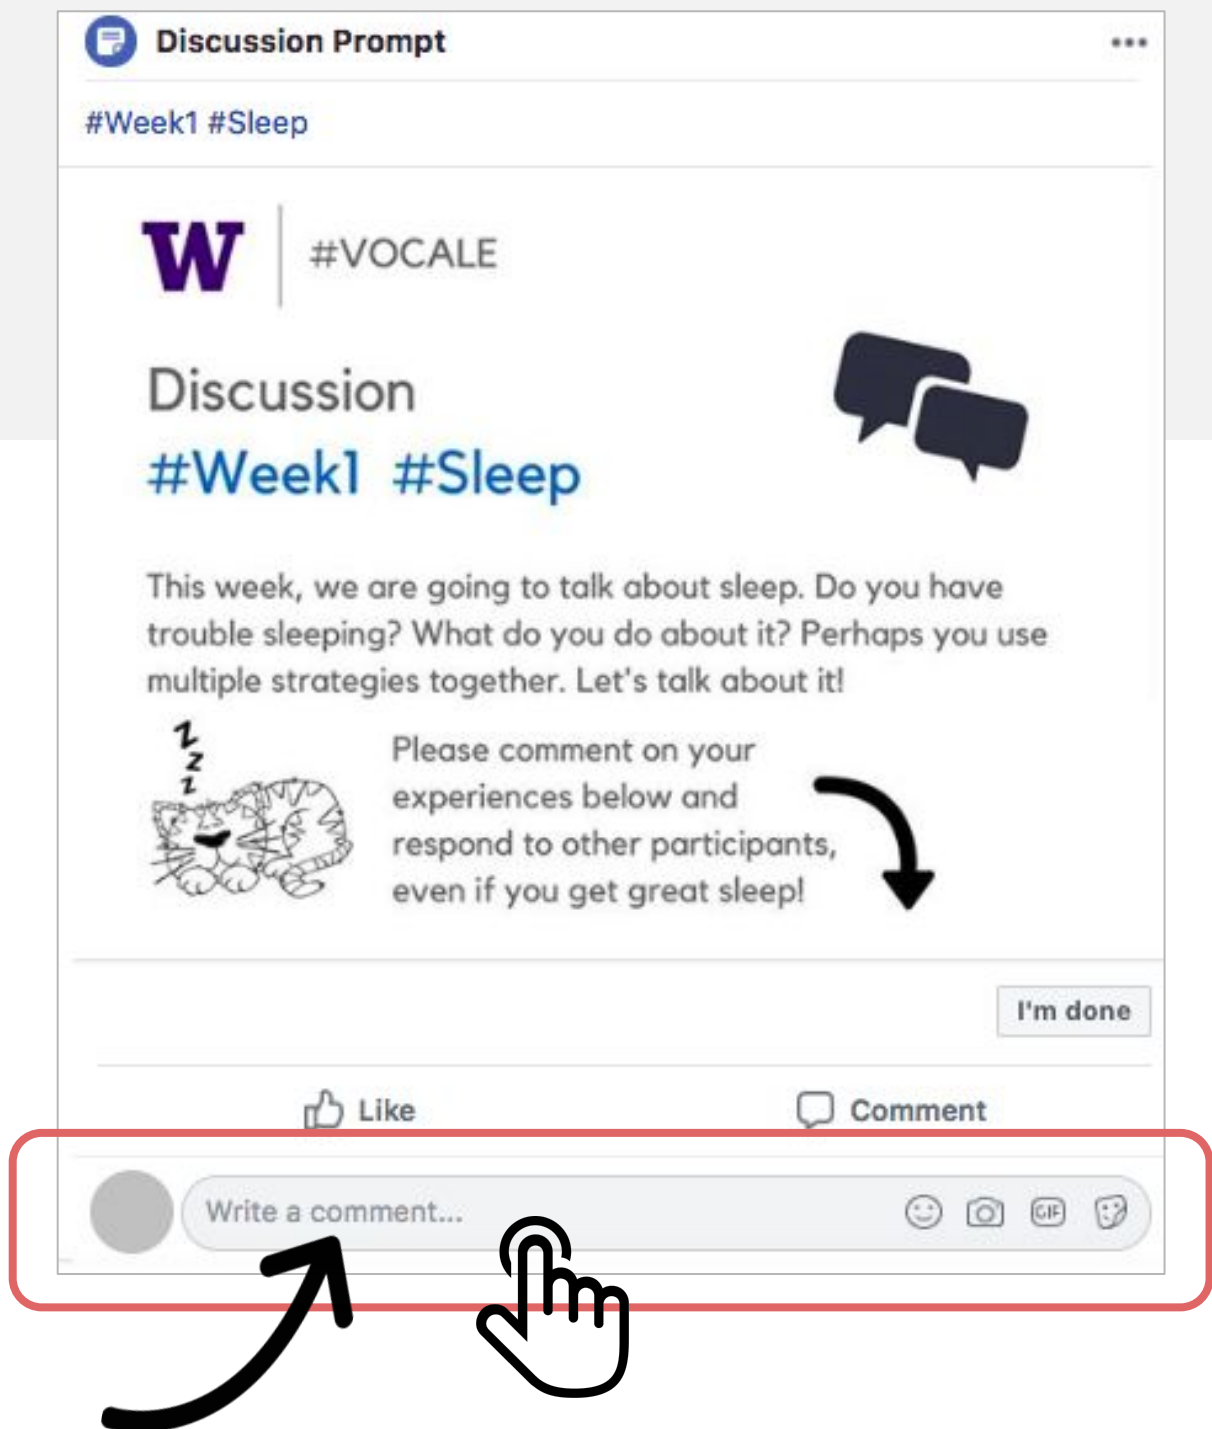 Discussion Prompt
#Week1 #Sleep
W
#VOCALE
Discussion
#Week1 #Sleep
This week, we are going to talk about sleep. Do you have
trouble sleeping? What do you do about it? Perhaps you use
multiple strategies together. Let's talk about it!
z
z
z
Please comment on your
experiences below and
respond to other participants,
even if you get great sleep!
I'm done
Like
Comment
Write a comment...
GIF